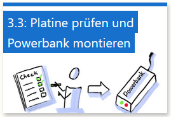 3.3: Platine prüfen und
Powerbank montieren
Check
Powerbank